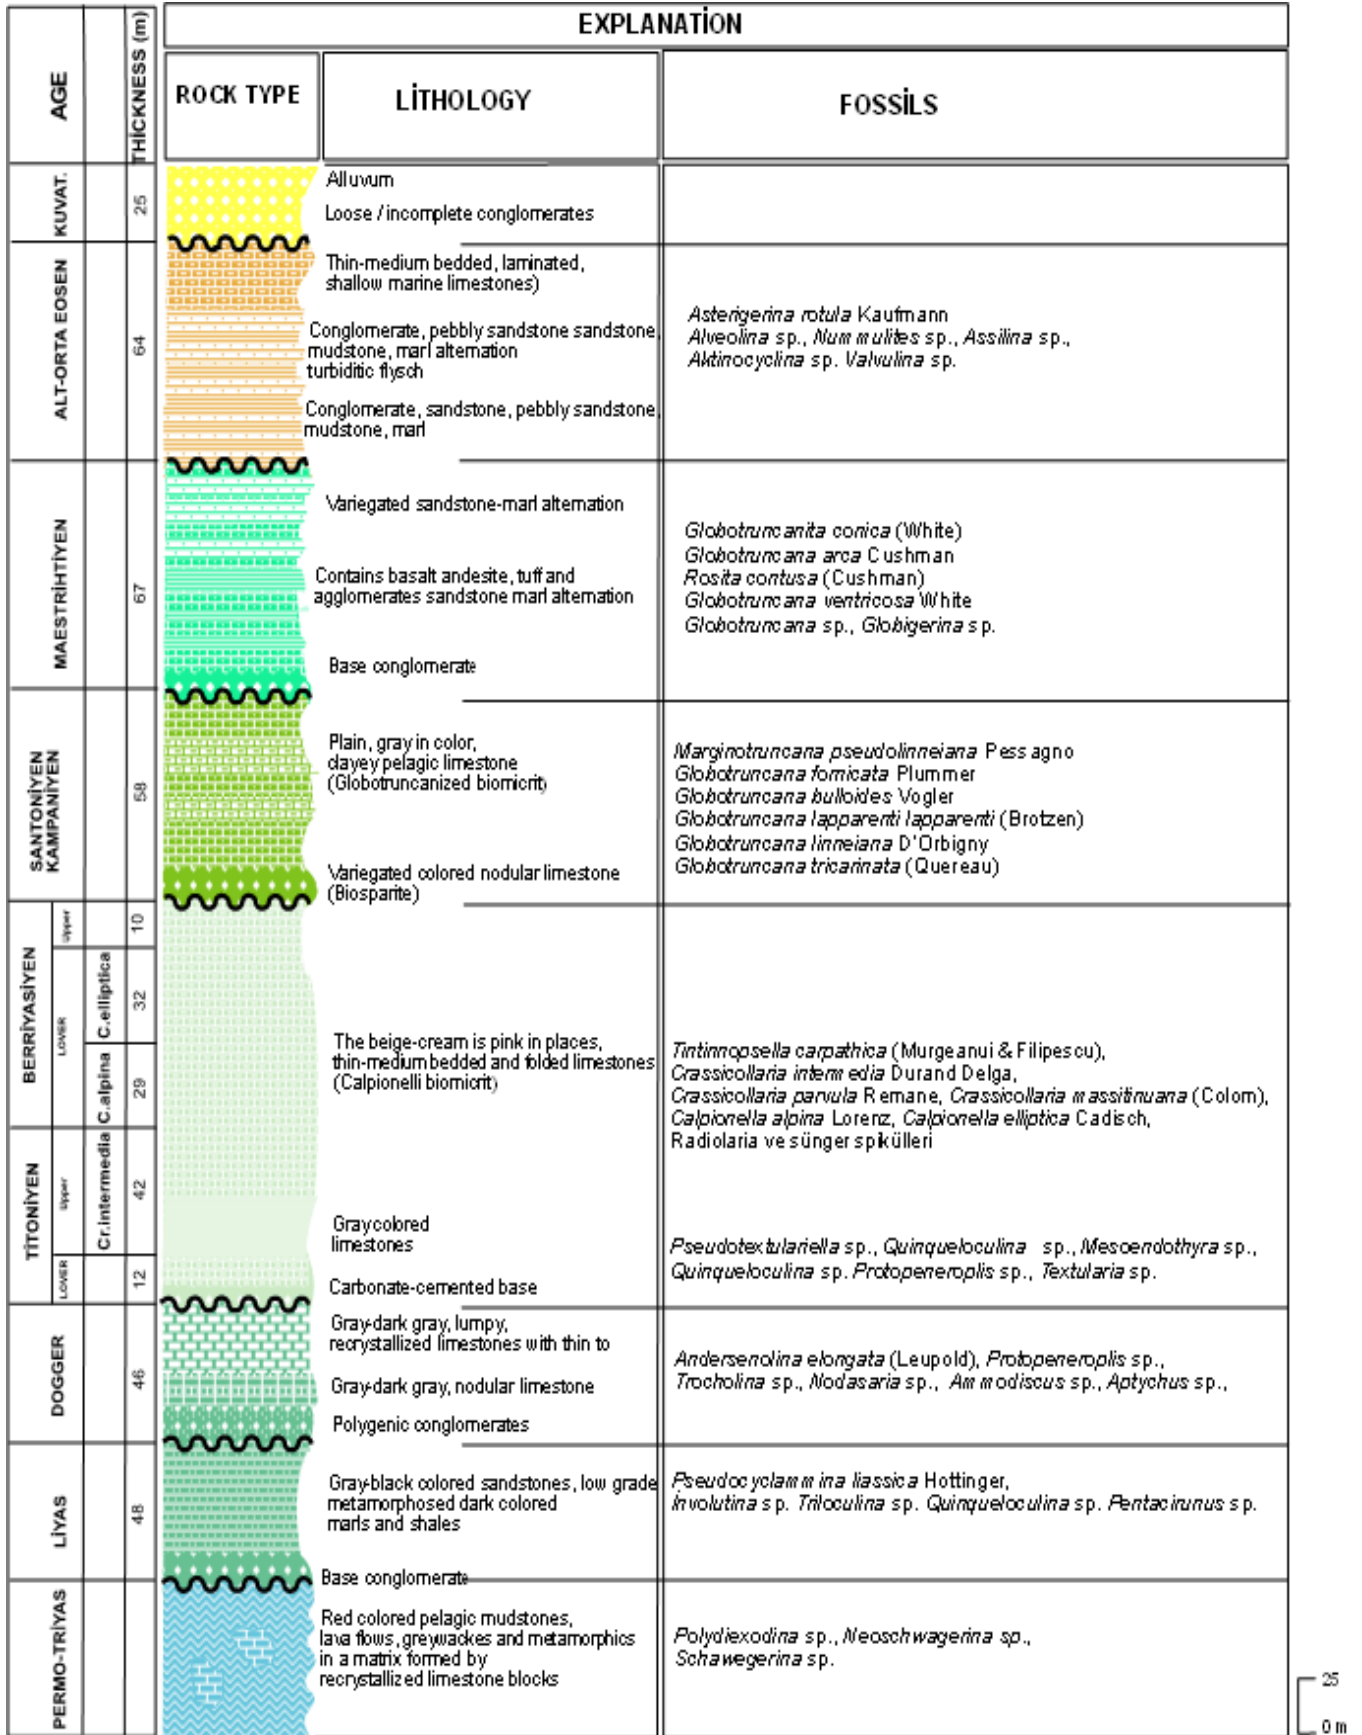 EXPLANATION
AGE
THİCKNESS (m)
ROCK TYPE
LİTHOLOGY
FOSSİLS
KUVAT.
25
Alluvum
Loose / incomplete conglomerates
ALT-ORTA EOSEN
64
Thin-medium bedded, laminated,
shallow marine limestones)
Conglomerate, pebbly sandstone sandstone,
mudstone, marl alternation
turbiditic flysch
Conglomerate, sandstone, pebbly sandstone,
mudstone, marl
Asterigerina rotula Kaufmann
Alveolina sp., Nummulites sp., Assilina sp.,
Aktinocyclina sp. Valvulina sp.
MAESTRİHTİYEN
67
Variegated sandstone-marl alternation
Contains basalt andesite, tuff and
agglomerates sandstone marl alternation
Base conglomerate
Globotruncanita conica (White)
Globotruncana arca Cushman
Rosita contusa (Cushman)
Globotruncana ventricosa White
Globotruncana sp., Globigerina sp.
SANTONİYEN
KAMPANİYEN
58
Plain, gray in color,
clayey pelagic limestone
(Globotruncanized biomicrit)
Variegated colored nodular limestone
(Biosparite)
Marginotruncana pseudolinneiana Pessagno
Globotruncana fornicata Plummer
Globotruncana bulloides Vogler
Globotruncana lapparenti lapparenti (Brotzen)
Globotruncana linneiana D'Orbigny
Globotruncana tricarinata (Quereau)
BERRİYASİYEN
Upper
10
LOVER
C.elliptica
32
C.alpina
29
The beige-cream is pink in places,
thin-medium bedded and folded limestones
(Calpionelli biomicrit)
Tintinnopsella carpathica (Murgeanui & Filipescu),
Crassicollaria intermedia Durand Delga,
Crassicollaria parvula Remane, Crassicollaria massitinuana (Colom),
Calpionella alpina Lorenz, Calpionella elliptica Cadisch,
Radiolaria ve sünger spikülleri
TİTONİYEN
Upper
Cr.intermedia
42
LOVER
12
Gray colored
limestones
Carbonate-cemented base
Pseudotextulariella sp., Quinqueloculina sp., Mesoendothyra sp.,
Quinqueloculina sp. Protopeneroplis sp., Textularia sp.
DOGGER
46
Gray-dark gray, lumpy,
recrystallized limestones with thin to
Gray-dark gray, nodular limestone
Polygenic conglomerates
Andersenolina elongata (Leupold), Protopeneroplis sp.,
Trocholina sp., Nodasaria sp., Ammodiscus sp., Aptychus sp.,
LİYAS
48
Gray-black colored sandstones, low grade
metamorphosed dark colored
marls and shales
Base conglomerate
Pseudocyclammina liassica Hottinger,
İnvolutina sp. Triloculina sp. Quinqueloculina sp. Pentacirunus sp.
PERMO-TRİYAS
Red colored pelagic mudstones,
lava flows, greywackes and metamorphics
in a matrix formed by
recrystallized limestone blocks
Polydiexodina sp., Neoschwagerina sp.,
Schawegerina sp.
25
0 m